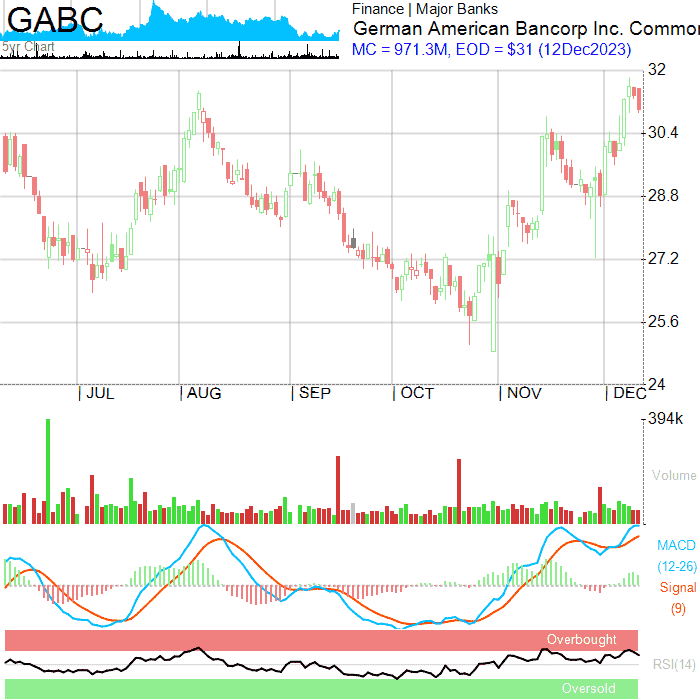 GABC
5yr Chart
Finance | Major Banks
German American Bancorp Inc. Commo
MC = 971.3M, EOD = $31 (12Dec2023)
32
30.4
28.8
27.2
25.6
24
| JUL | AUG | SEP | OCT | NOV | DEC
394k
Volume
MACD
(12-26)
Signal
(9)
Overbought
RSI(14)
Oversold